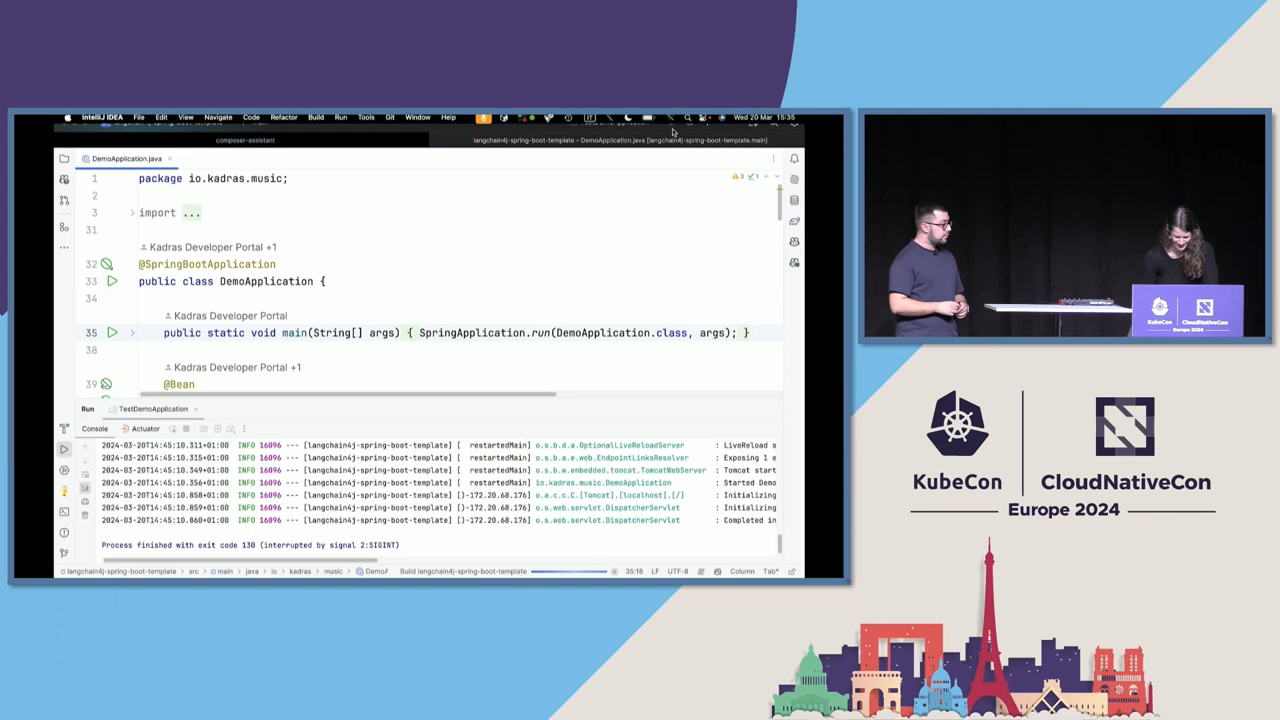 IntelliJ IDEA File Edit View Navigate Code Refactor Build Run Tools Git Window Help Wed 20 Mar 15:35
composer-assistant
langchain4j-spring-boot-template – DemoApplication.java [langchain4j-spring-boot-template.main]
DemoApplication.java
1 package io.kadras.music;
3 1
2
3 import ...
31
Kadras Developer Portal +1
32 @SpringBootApplication
33 public class DemoApplication {
34
Kadras Developer Portal
35 public static void main(String[] args) { SpringApplication.run(DemoApplication.class, args); }
38
Kadras Developer Portal +1
39 @Bean
Run TestDemoApplication
Console Actuator
2024-03-20T14:45:10.311+01:00 INFO 16096 --- [langchain4j-spring-boot-template] [ restartedMain] o.s.b.d.a.OptionalLiveReloadServer : LiveReload s
2024-03-20T14:45:10.315+01:00 INFO 16096 --- [langchain4j-spring-boot-template] [ restartedMain] o.s.b.a.e.web.EndpointLinksResolver : Exposing 1 e
2024-03-20T14:45:10.349+01:00 INFO 16096 --- [langchain4j-spring-boot-template] [ restartedMain] o.s.b.w.embedded.tomcat.TomcatWebServer : Tomcat start
2024-03-20T14:45:10.356+01:00 INFO 16096 --- [langchain4j-spring-boot-template] [ restartedMain] io.kadras.music.DemoApplication : Started Demo
2024-03-20T14:45:10.858+01:00 INFO 16096 --- [langchain4j-spring-boot-template] [)-172.20.68.176] o.a.c.c.C.[Tomcat].[localhost].[/] : Initializing
2024-03-20T14:45:10.859+01:00 INFO 16096 --- [langchain4j-spring-boot-template] [)-172.20.68.176] o.s.web.servlet.DispatcherServlet : Initializing
2024-03-20T14:45:10.860+01:00 INFO 16096 --- [langchain4j-spring-boot-template] [)-172.20.68.176] o.s.web.servlet.DispatcherServlet : Completed in
Process finished with exit code 130 (interrupted by signal 2:SIGINT)
langchain4j-spring-boot-template > src > main > java > io > kadras > music > DemoA Build langchain4j-spring-boot-template 35:18 LF UTF-8 Column Tab*
KubeCon CloudNativeCon
Europe 2024
KubeCon CloudNativeCon
Europe 2024